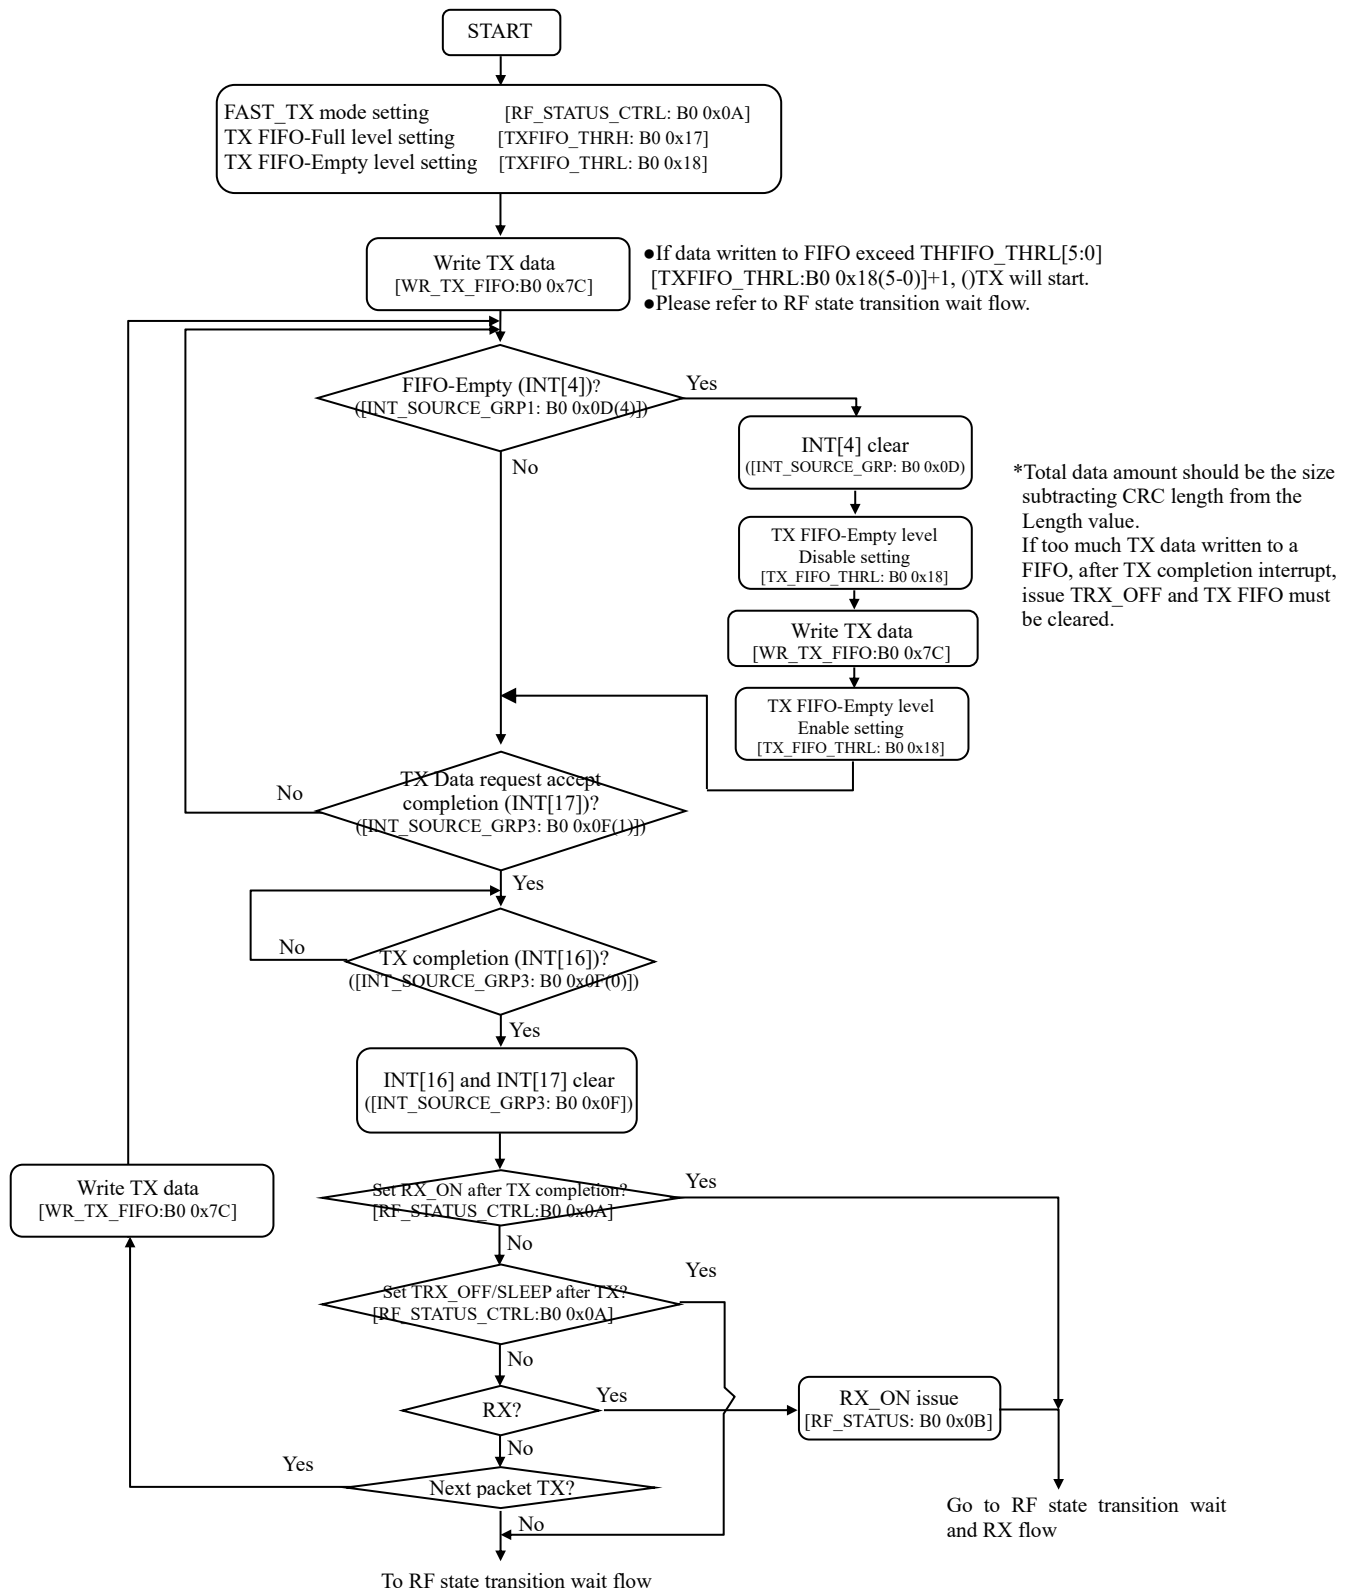 START
FAST_TX mode setting [RF_STATUS_CTRL: B0 0x0A]
TX FIFO-Full level setting [TXFIFO_THRH: B0 0x17]
TX FIFO-Empty level setting [TXFIFO_THRL: B0 0x18]
Write TX data
[WR_TX_FIFO:B0 0x7C]
●If data written to FIFO exceed THFIFO_THRL[5:0]
[TXFIFO_THRL:B0 0x18(5-0)]+1, ()TX will start.
●Please refer to RF state transition wait flow.
FIFO-Empty (INT[4])?
([INT_SOURCE_GRP1: B0 0x0D(4)])
Yes
No
INT[4] clear
([INT_SOURCE_GRP: B0 0x0D)
TX FIFO-Empty level
Disable setting
[TX_FIFO_THRL: B0 0x18]
Write TX data
[WR_TX_FIFO:B0 0x7C]
TX FIFO-Empty level
Enable setting
[TX_FIFO_THRL: B0 0x18]
*Total data amount should be the size
subtracting CRC length from the
Length value.
If too much TX data written to a
FIFO, after TX completion interrupt,
issue TRX_OFF and TX FIFO must
be cleared.
TX Data request accept
completion (INT[17])?
([INT_SOURCE_GRP3: B0 0x0F(1)])
No
Yes
TX completion (INT[16])?
([INT_SOURCE_GRP3: B0 0x0F(0)])
No
Yes
INT[16] and INT[17] clear
([INT_SOURCE_GRP3: B0 0x0F])
Write TX data
[WR_TX_FIFO:B0 0x7C]
Set RX_ON after TX completion?
[RF_STATUS_CTRL:B0 0x0A]
Yes
No
Set TRX_OFF/SLEEP after TX?
[RF_STATUS_CTRL:B0 0x0A]
Yes
No
RX?
Yes
RX_ON issue
[RF_STATUS: B0 0x0B]
No
Next packet TX?
Yes
No
Go to RF state transition wait
and RX flow
To RF state transition wait flow